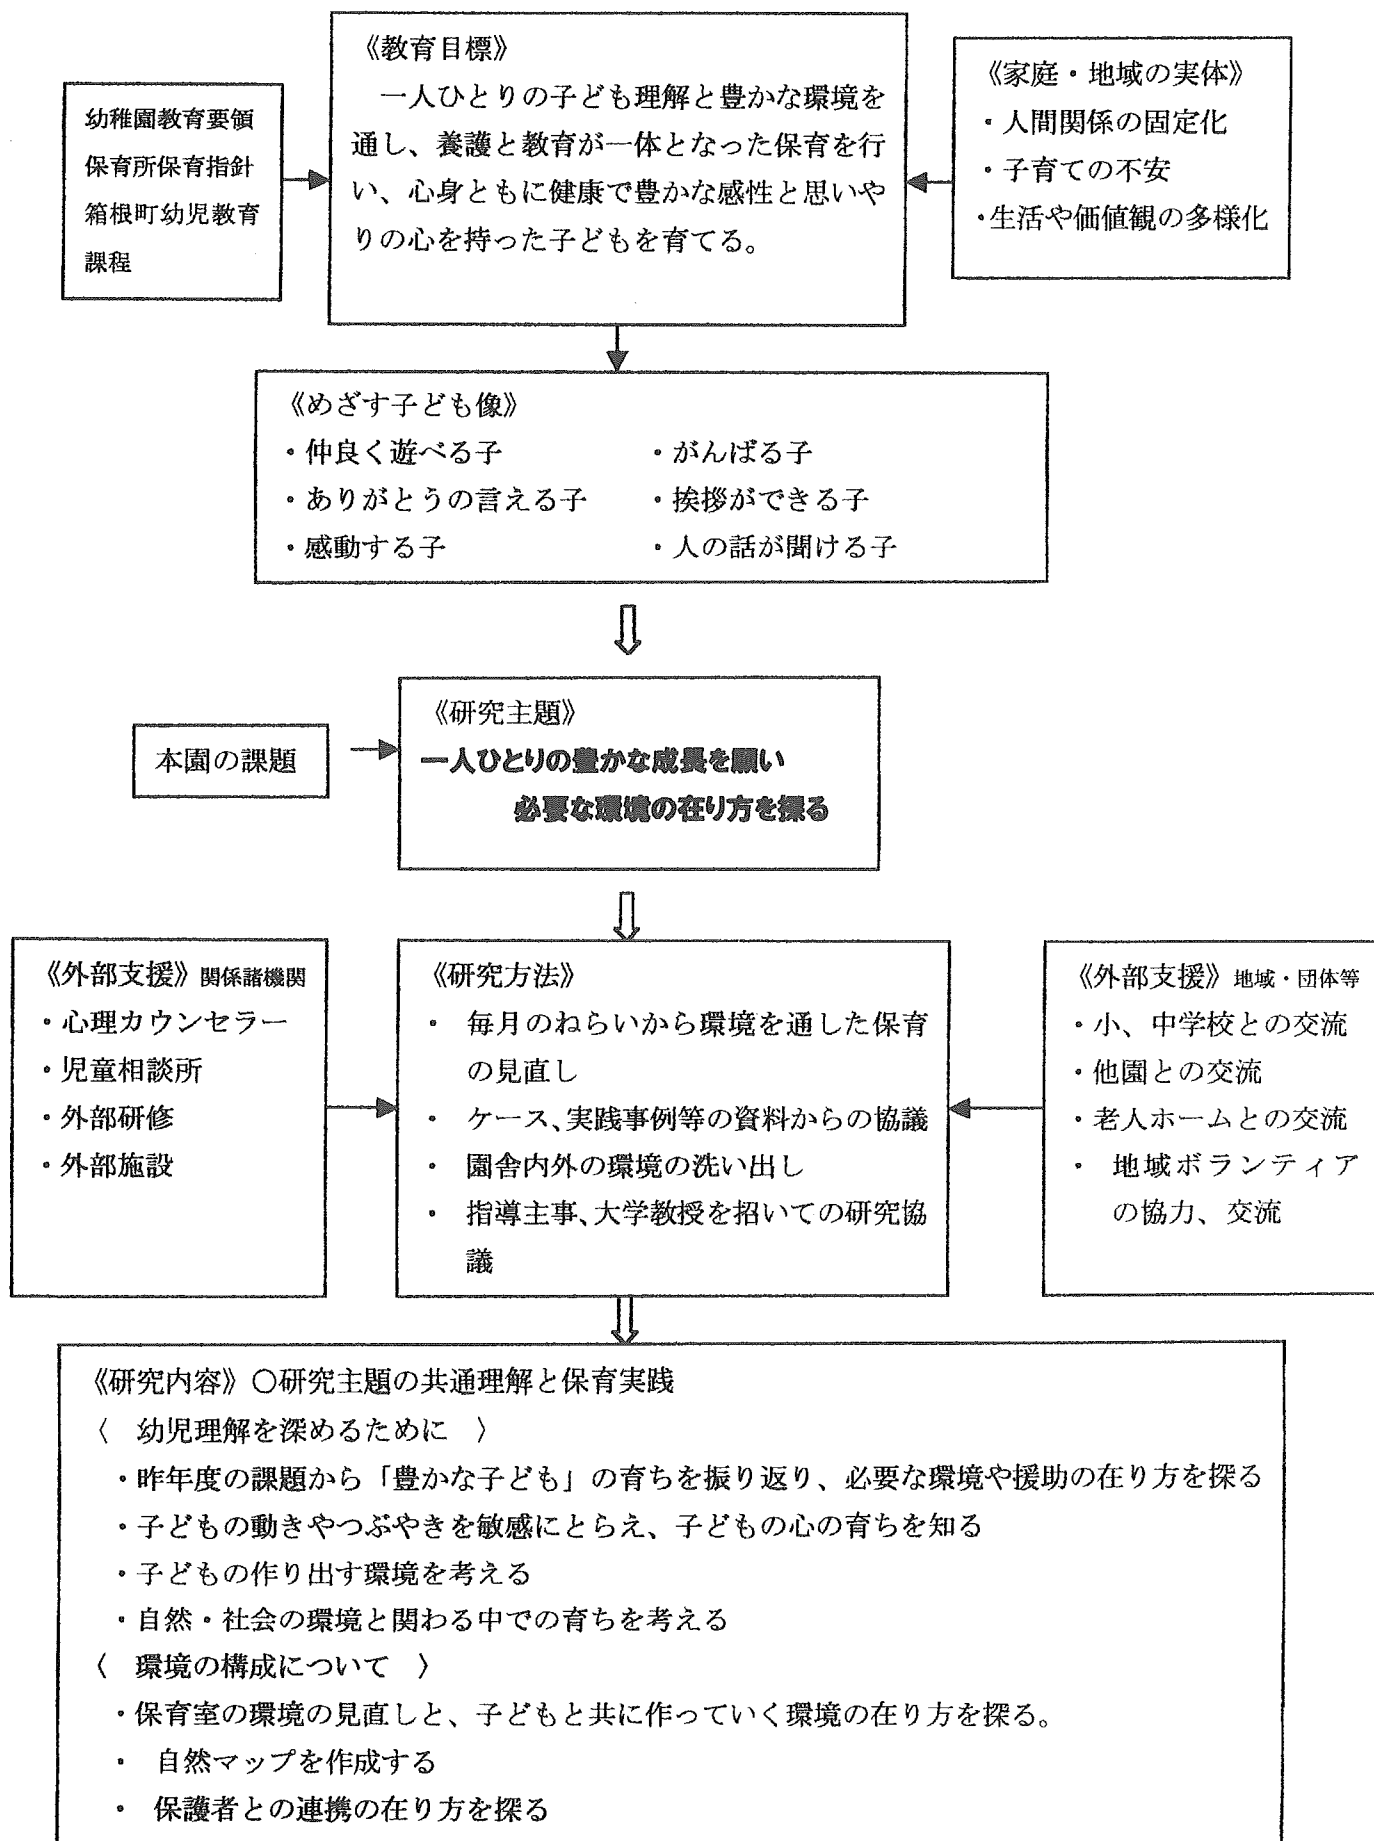 幼稚園教育要領
保育所保育指針
箱根町幼児教育
課程
《教育目標》
一人ひとりの子ども理解と豊かな環境を
通し、養護と教育が一体となった保育を行
い、心身ともに健康で豊かな感性と思いや
りの心を持った子どもを育てる。
《家庭・地域の実体》
・人間関係の固定化
・子育ての不安
・生活や価値観の多様化
《めざす子ども像》
・仲良く遊べる子 ・がんばる子
・ありがとうの言える子 ・挨拶ができる子
・感動する子 ・人の話が聞ける子
本園の課題
《研究主題》
一人ひとりの豊かな成長を願い
必要な環境の在り方を探る
《外部支援》関係諸機関
・心理カウンセラー
・児童相談所
・外部研修
・外部施設
《研究方法》
・ 毎月のねらいから環境を通した保育
の見直し
・ ケース、実践事例等の資料からの協議
・ 園舎内外の環境の洗い出し
・ 指導主事、大学教授を招いての研究協
議
《外部支援》地域・団体等
・小、中学校との交流
・他園との交流
・老人ホームとの交流
・ 地域ボランティア
の協力、交流
《研究内容》○研究主題の共通理解と保育実践
〈 幼児理解を深めるために 〉
・昨年度の課題から「豊かな子ども」の育ちを振り返り、必要な環境や援助の在り方を探る
・子どもの動きやつぶやきを敏感にとらえ、子どもの心の育ちを知る
・子どもの作り出す環境を考える
・自然・社会の環境と関わる中での育ちを考える
〈 環境の構成について 〉
・保育室の環境の見直しと、子どもと共に作っていく環境の在り方を探る。
・ 自然マップを作成する
・ 保護者との連携の在り方を探る